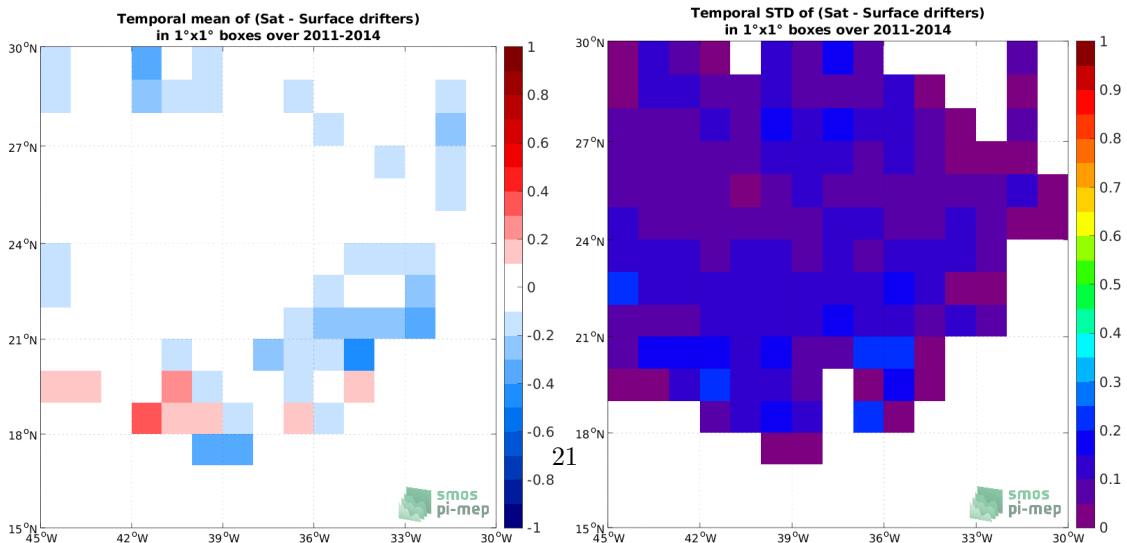 Temporal mean of (Sat - Surface drifters)
in 1°x1° boxes over 2011-2014
30°N
27°N
24°N
21°N
18°N
15°N
45°W
42°W
39°W
36°W
33°W
30°W
1
0.8
0.6
0.4
0.2
0
-0.2
-0.4
-0.6
-0.8
-1
smos
pi-mep
21
Temporal STD of (Sat - Surface drifters)
in 1°x1° boxes over 2011-2014
30°N
27°N
24°N
21°N
18°N
15°N
45°W
42°W
39°W
36°W
33°W
30°W
1
0.9
0.8
0.7
0.6
0.5
0.4
0.3
0.2
0.1
0
smos
pi-mep